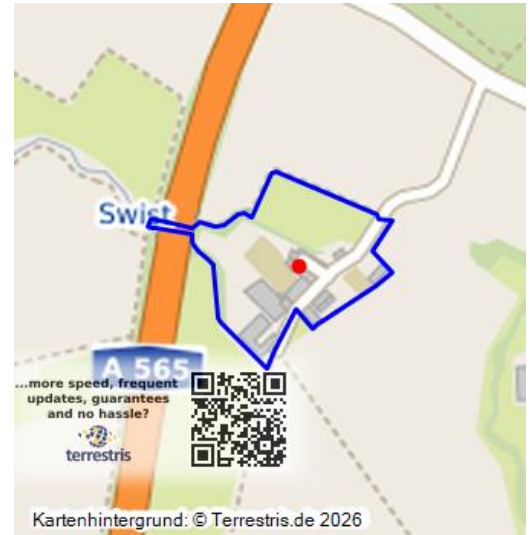 Swist
A 565
...more speed, frequent
updates, guarantees
and no hassle?
terrestris
Kartenhintergrund: © Terrestris.de 2026